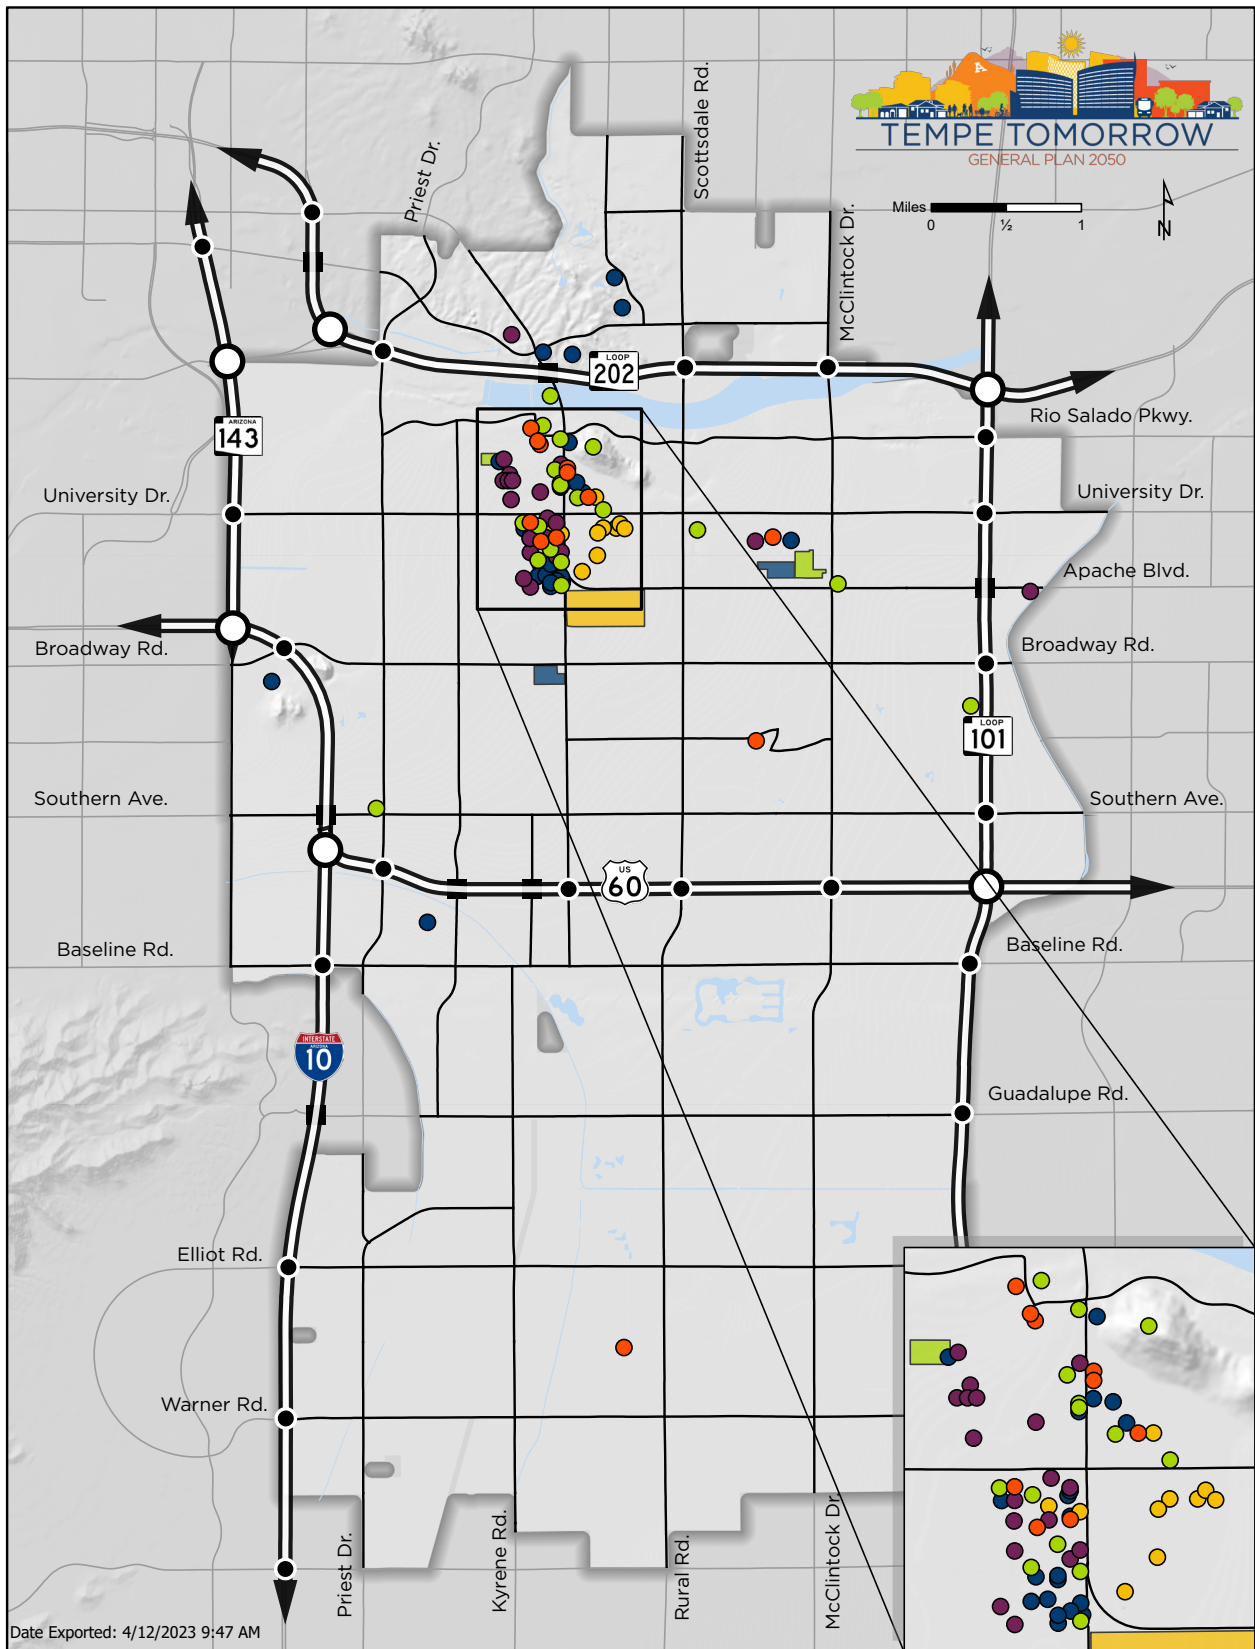 Scottsdale Rd.
TEMPE TOMORROW
GENERAL PLAN 2050
Priest Dr.
Miles
0 ½ 1
N
McClintock Dr.
LOOP
202
Rio Salado Pkwy.
ARIZONA
143
University Dr.
University Dr.
Apache Blvd.
Broadway Rd.
Broadway Rd.
LOOP
101
Southern Ave.
Southern Ave.
US
60
Baseline Rd.
Baseline Rd.
INTERSTATE
ARIZONA
10
Guadalupe Rd.
Elliot Rd.
Warner Rd.
Priest Dr.
Kyrene Rd.
Rural Rd.
McClintock Dr.
Date Exported: 4/12/2023 9:47 AM
A